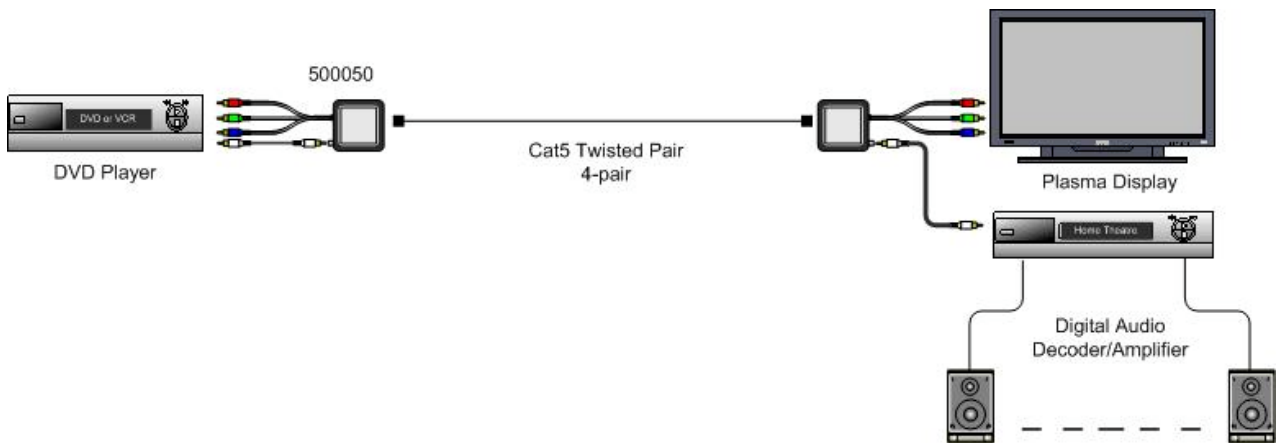 500050
DVD or VCR
DVD Player
Cat5 Twisted Pair
4-pair
Plasma Display
Home Theatre
Digital Audio
Decoder/Amplifier